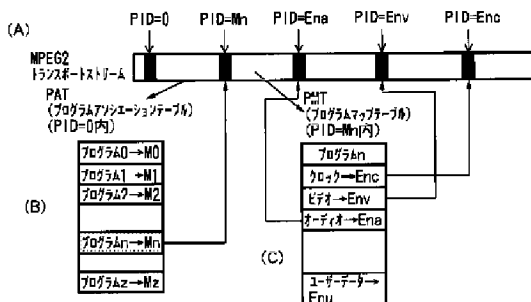 PID=0 PID=Mn PID=Ena PID=Env PID=Enc
(A)
MPEG2
トランスポートストリーム
PAT
(プログラムアソシエーションテーブル)
(PID=0内)
PMT
(プログラムマップテーブル)
(PID=Mn内)
(B)
プログラム0→M0
プログラム1→M1
プログラム2→M2
プログラムn→Mn
プログラムz→Mz
(C)
プログラムn
クロック→Enc
ビデオ→Env
オーディオ→Ena
ユーザーデータ→
Enu